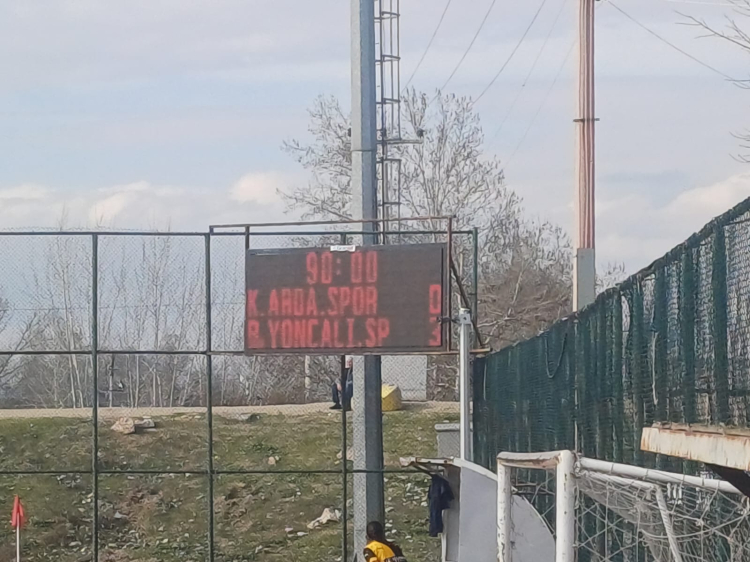 90:00
K.ARDA.SPOR 0
B.YONCALI.SP 3